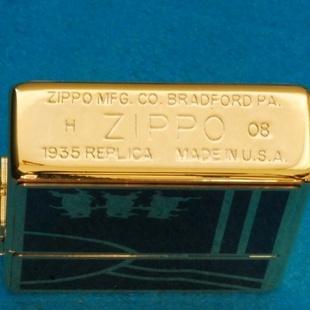 ZIPPO MFG. CO. BRADFORD PA.
H ZIPPO 08
1935 REPLICA MADE IN U.S.A.